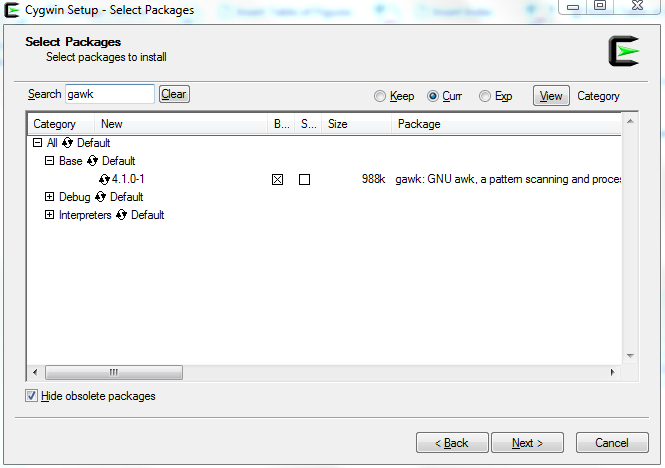 Cygwin Setup - Select Packages
Select Packages
Select packages to install
Search gawk Clear Keep Curr Exp View Category
Category New B... S... Size Package
All Default
Base Default
4.1.0-1 988k gawk: GNU awk, a pattern scanning and proces
Debug Default
Interpreters Default
Hide obsolete packages
< Back Next > Cancel